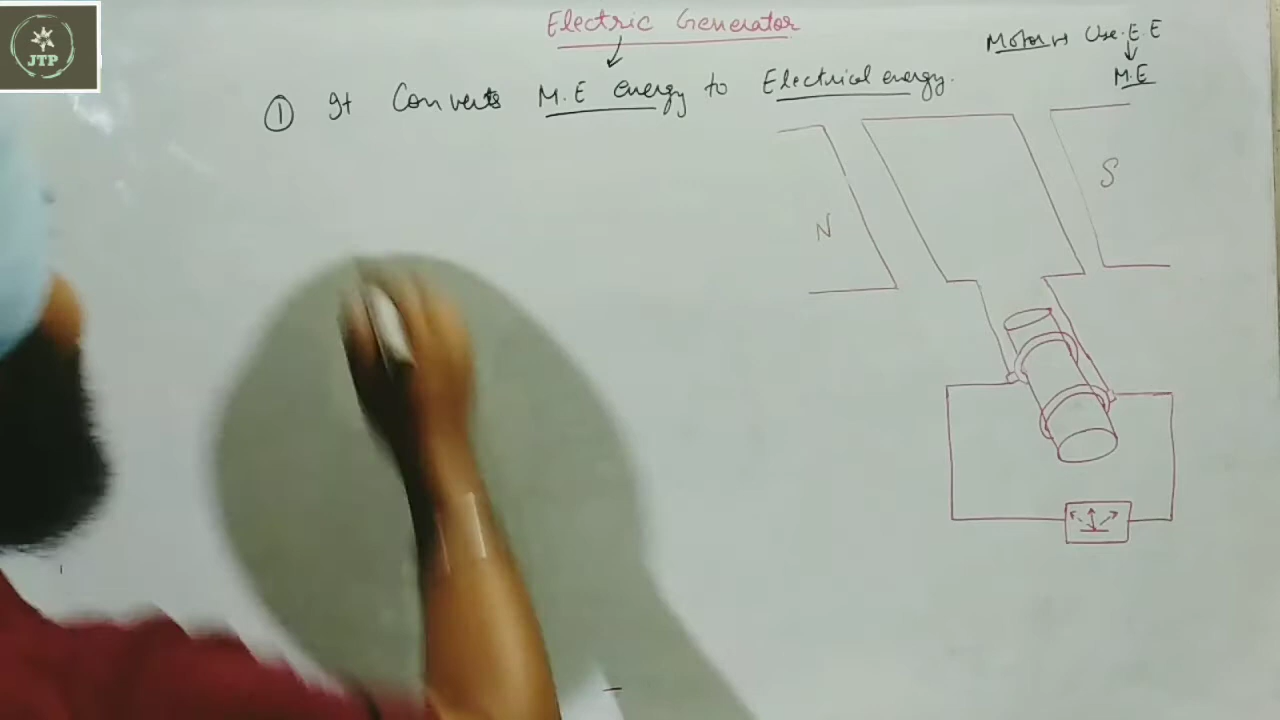 JTP
Electric Generator
Motor → Use E E
M.E
① It Converts M.E energy to Electrical energy.
N
S